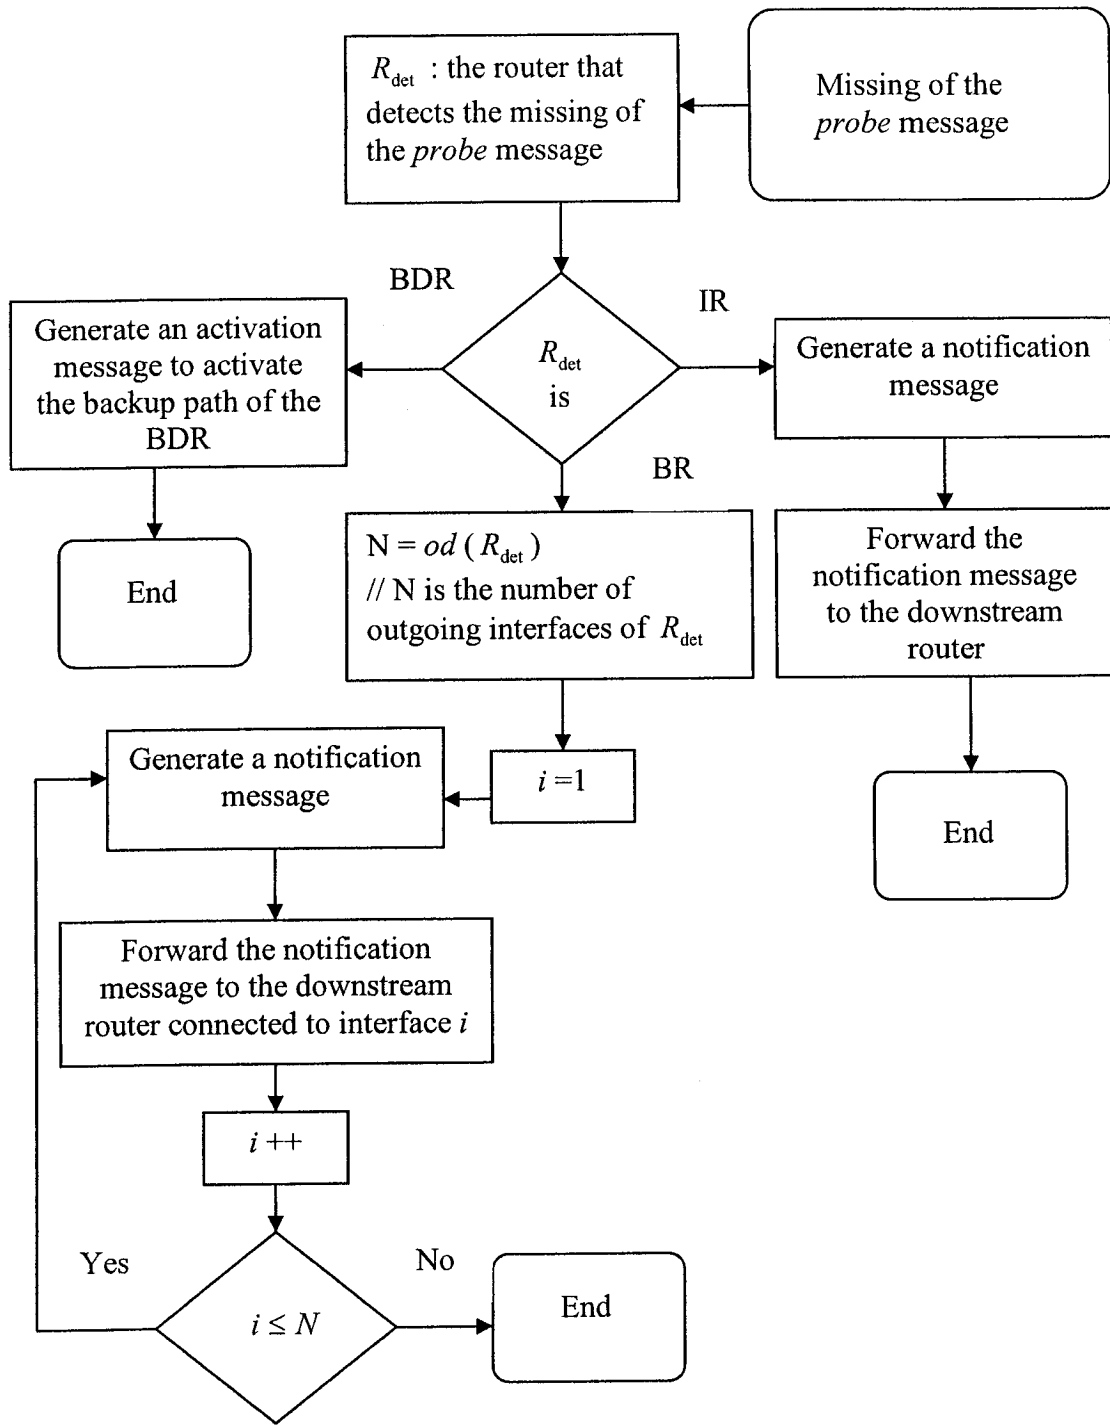 R_det : the router that
detects the missing of
the probe message
Missing of the
probe message
BDR
IR
Generate an activation
message to activate
the backup path of the
BDR
R_det
is
Generate a notification
message
BR
End
N = od ( R_det )
// N is the number of
outgoing interfaces of R_det
Forward the
notification message
to the downstream
router
Generate a notification
message
i =1
End
Forward the notification
message to the downstream
router connected to interface i
i ++
Yes
No
i ≤ N
End